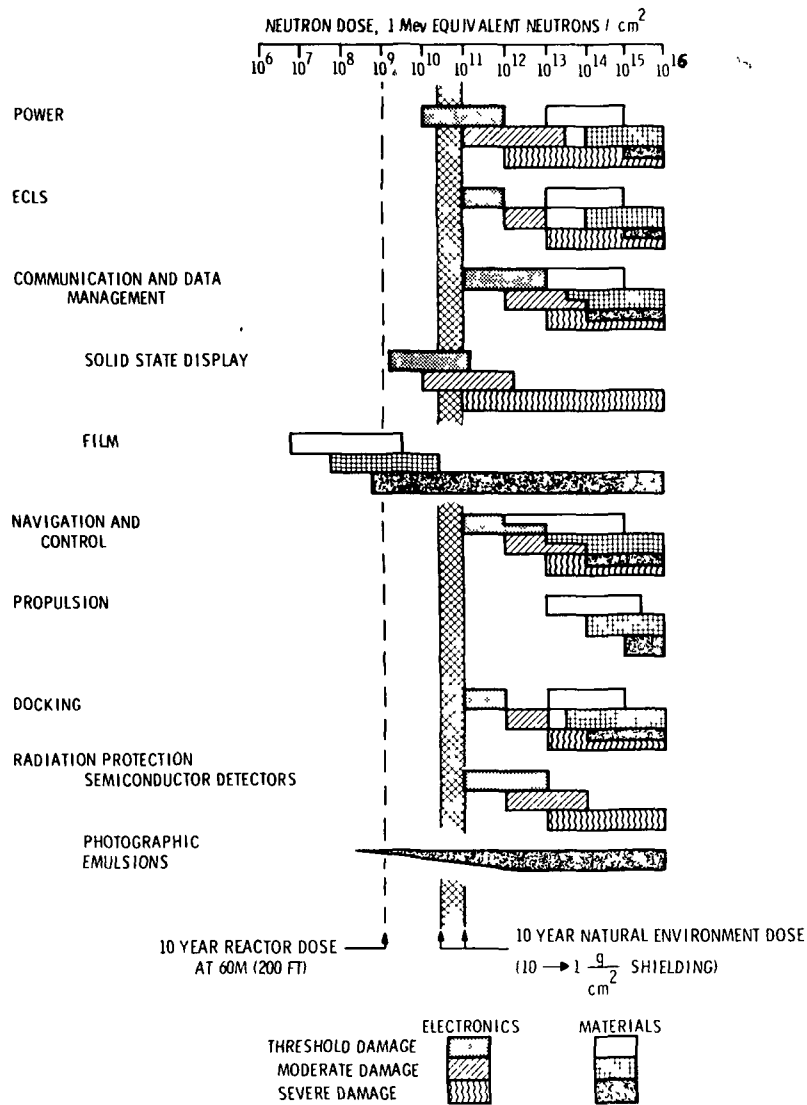 NEUTRON DOSE, 1 Mev EQUIVALENT NEUTRONS / cm²
10⁶ 10⁷ 10⁸ 10⁹ 10¹⁰ 10¹¹ 10¹² 10¹³ 10¹⁴ 10¹⁵ 10¹⁶
POWER
ECLS
COMMUNICATION AND DATA
MANAGEMENT
SOLID STATE DISPLAY
FILM
NAVIGATION AND
CONTROL
PROPULSION
DOCKING
RADIATION PROTECTION
SEMICONDUCTOR DETECTORS
PHOTOGRAPHIC
EMULSIONS
10 YEAR REACTOR DOSE
AT 60M (200 FT)
10 YEAR NATURAL ENVIRONMENT DOSE
(10 → 1 g/cm² SHIELDING)
ELECTRONICS MATERIALS
THRESHOLD DAMAGE
MODERATE DAMAGE
SEVERE DAMAGE